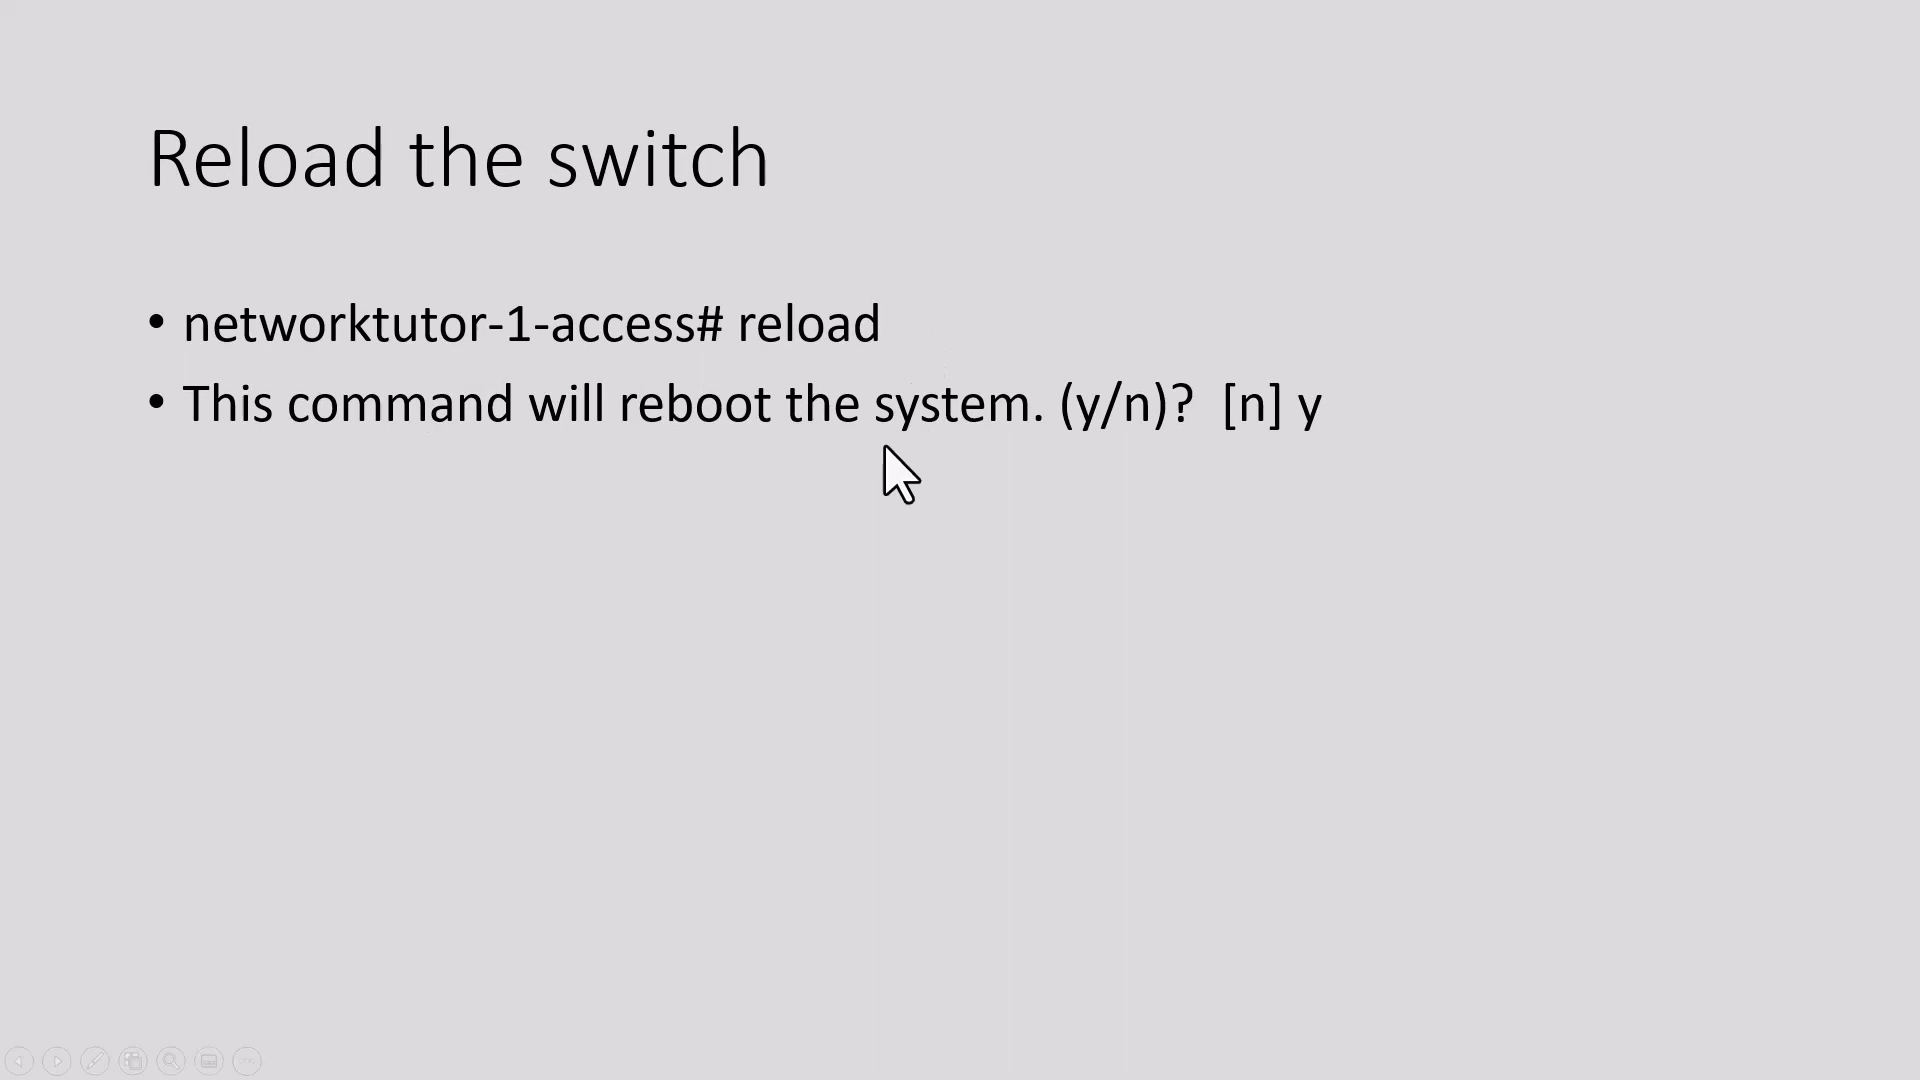 Reload the switch
• networktutor-1-access# reload
• This command will reboot the system. (y/n)?  [n] y